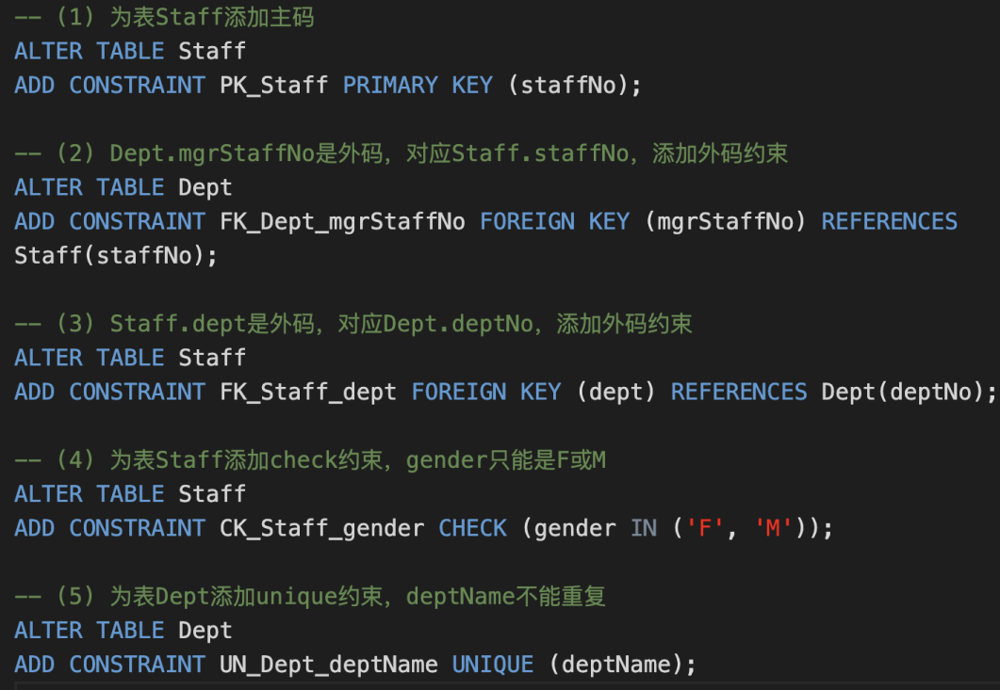 -- (1) 为表Staff添加主码
ALTER TABLE Staff
ADD CONSTRAINT PK_Staff PRIMARY KEY (staffNo);
-- (2) Dept.mgrStaffNo是外码，对应Staff.staffNo，添加外码约束
ALTER TABLE Dept
ADD CONSTRAINT FK_Dept_mgrStaffNo FOREIGN KEY (mgrStaffNo) REFERENCES
Staff(staffNo);
-- (3) Staff.dept是外码，对应Dept.deptNo，添加外码约束
ALTER TABLE Staff
ADD CONSTRAINT FK_Staff_dept FOREIGN KEY (dept) REFERENCES Dept(deptNo);
-- (4) 为表Staff添加check约束，gender只能是F或M
ALTER TABLE Staff
ADD CONSTRAINT CK_Staff_gender CHECK (gender IN ('F', 'M'));
-- (5) 为表Dept添加unique约束，deptName不能重复
ALTER TABLE Dept
ADD CONSTRAINT UN_Dept_deptName UNIQUE (deptName);